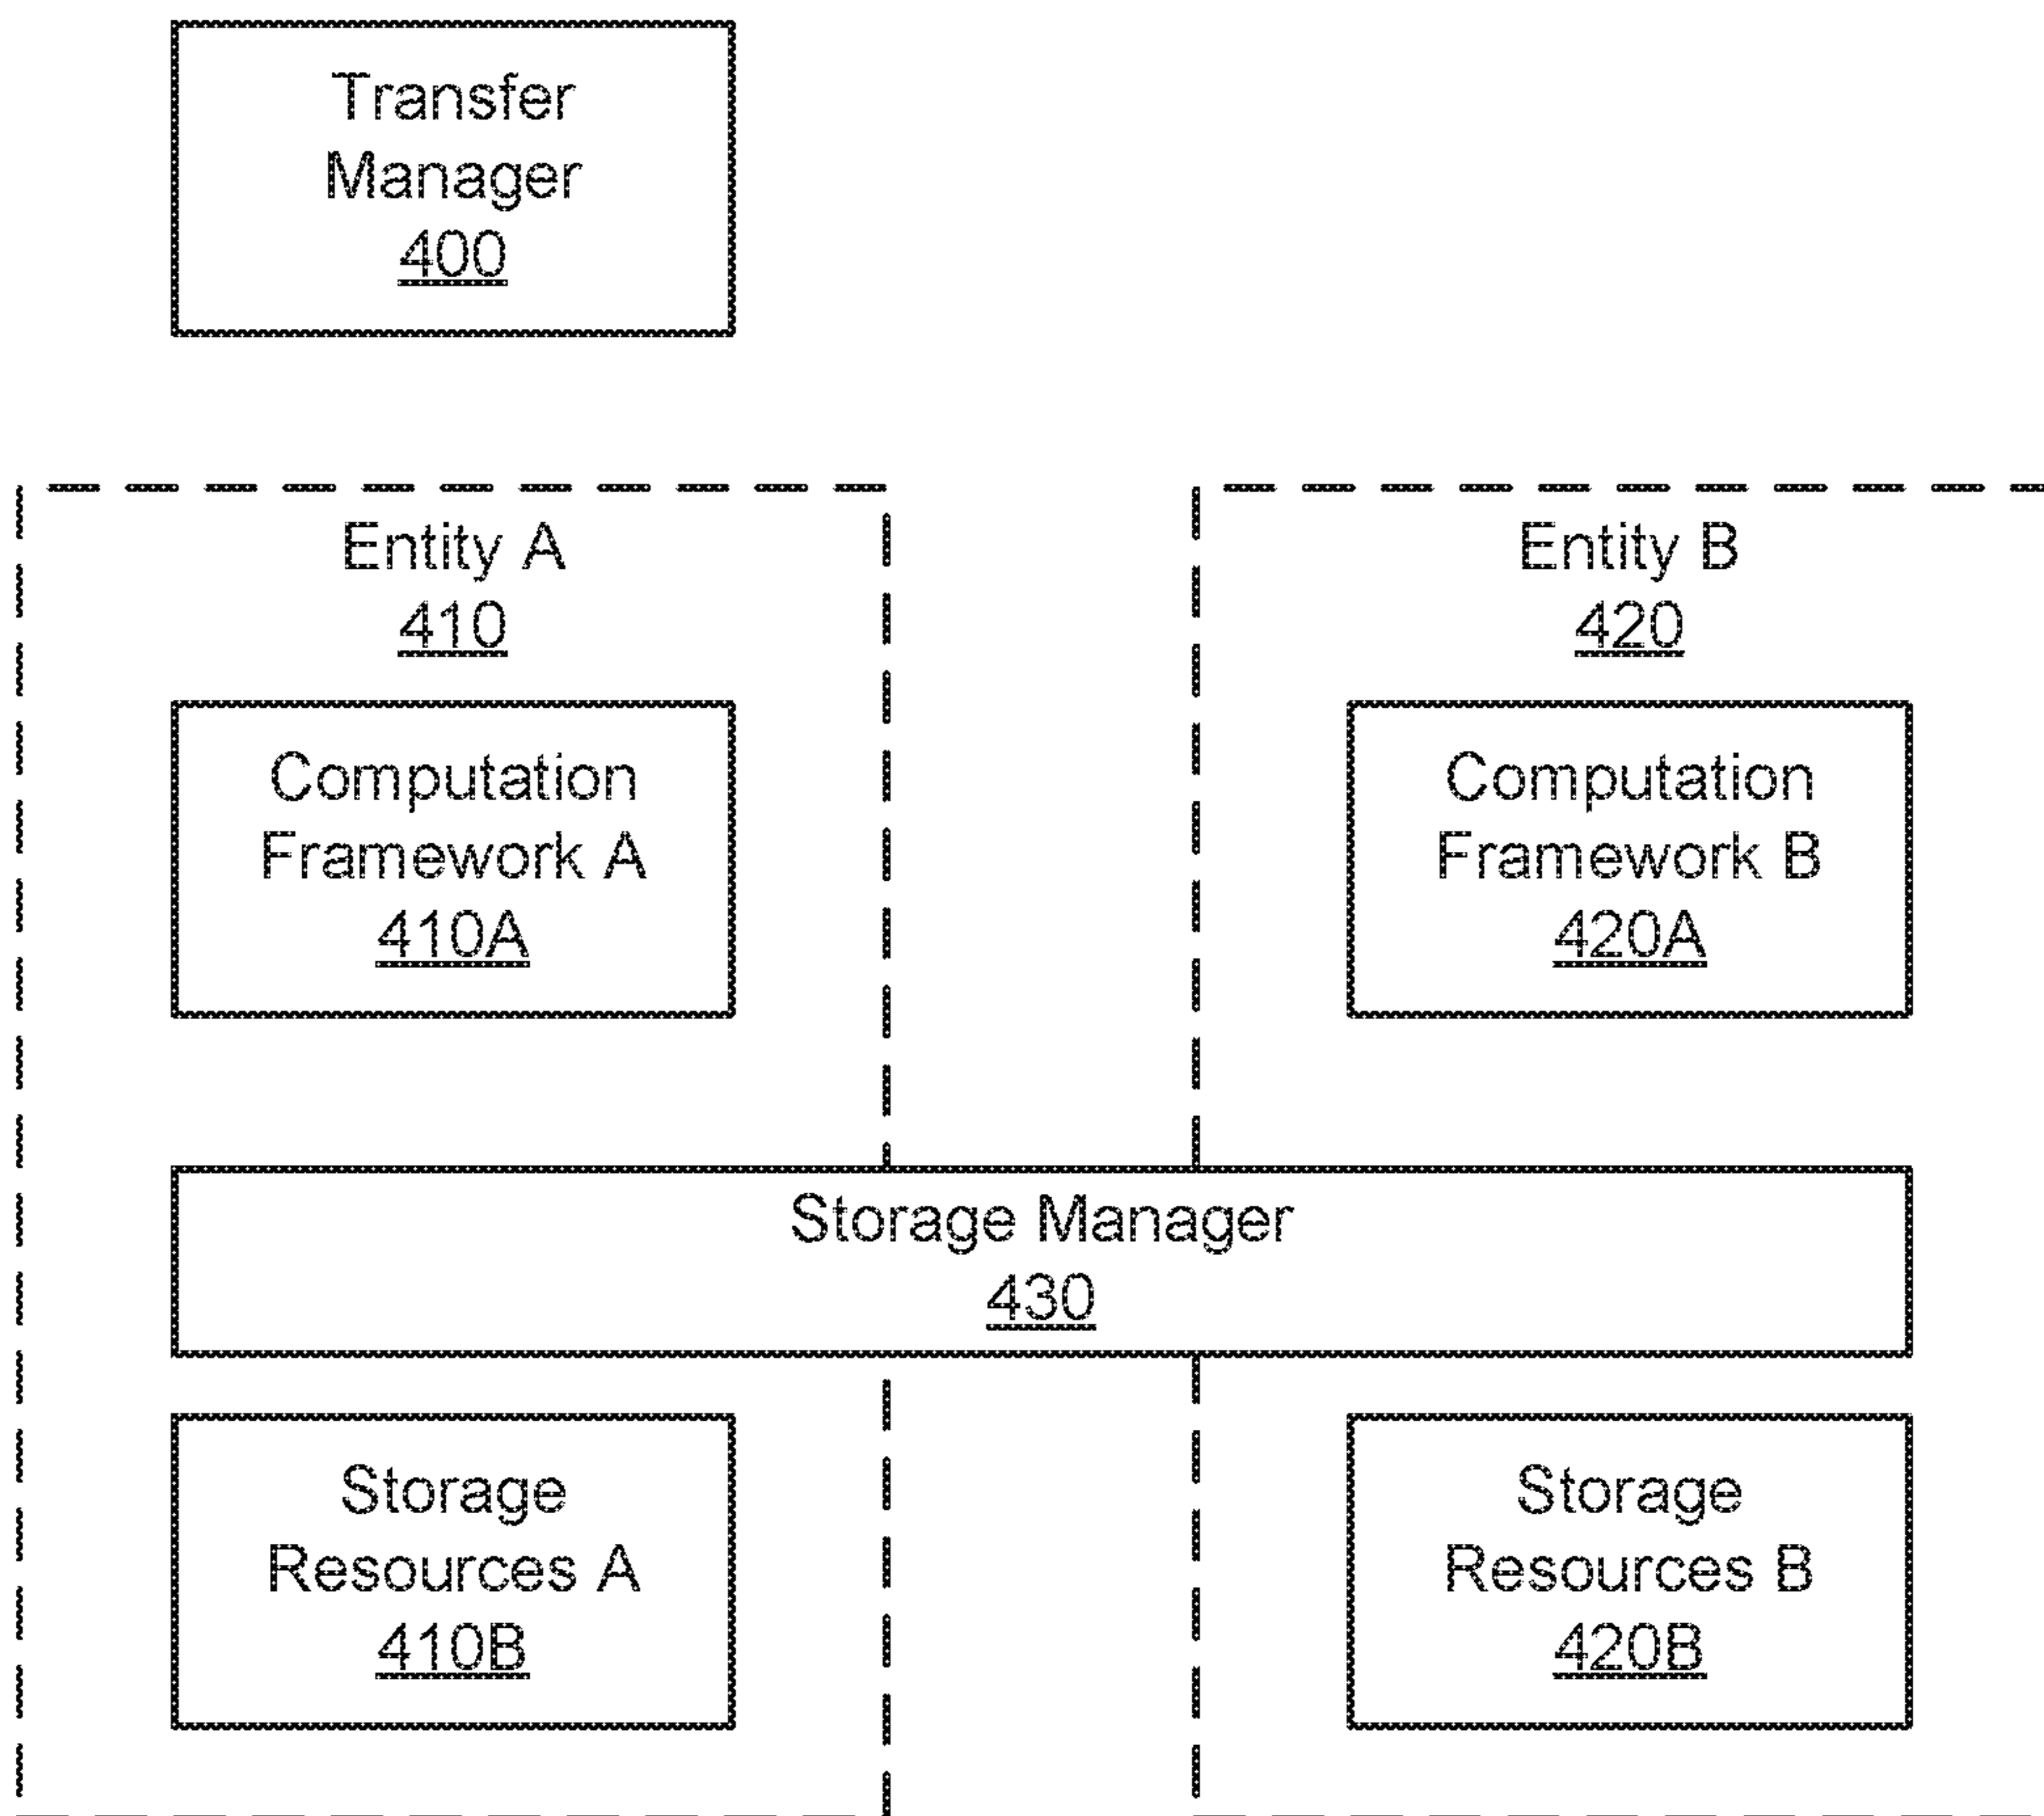 Transfer
Manager
400
Entity A
410
Entity B
420
Computation
Framework A
410A
Computation
Framework B
420A
Storage Manager
430
Storage
Resources A
410B
Storage
Resources B
420B